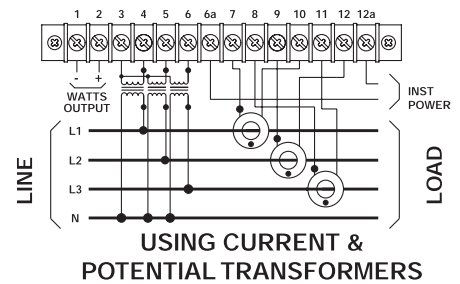 1 2 3 4 5 6 6a 7 8 9 10 11 12 12a
- +
WATTS
OUTPUT
INST
POWER
L1
L2
L3
N
LINE
LOAD
USING CURRENT &
POTENTIAL TRANSFORMERS